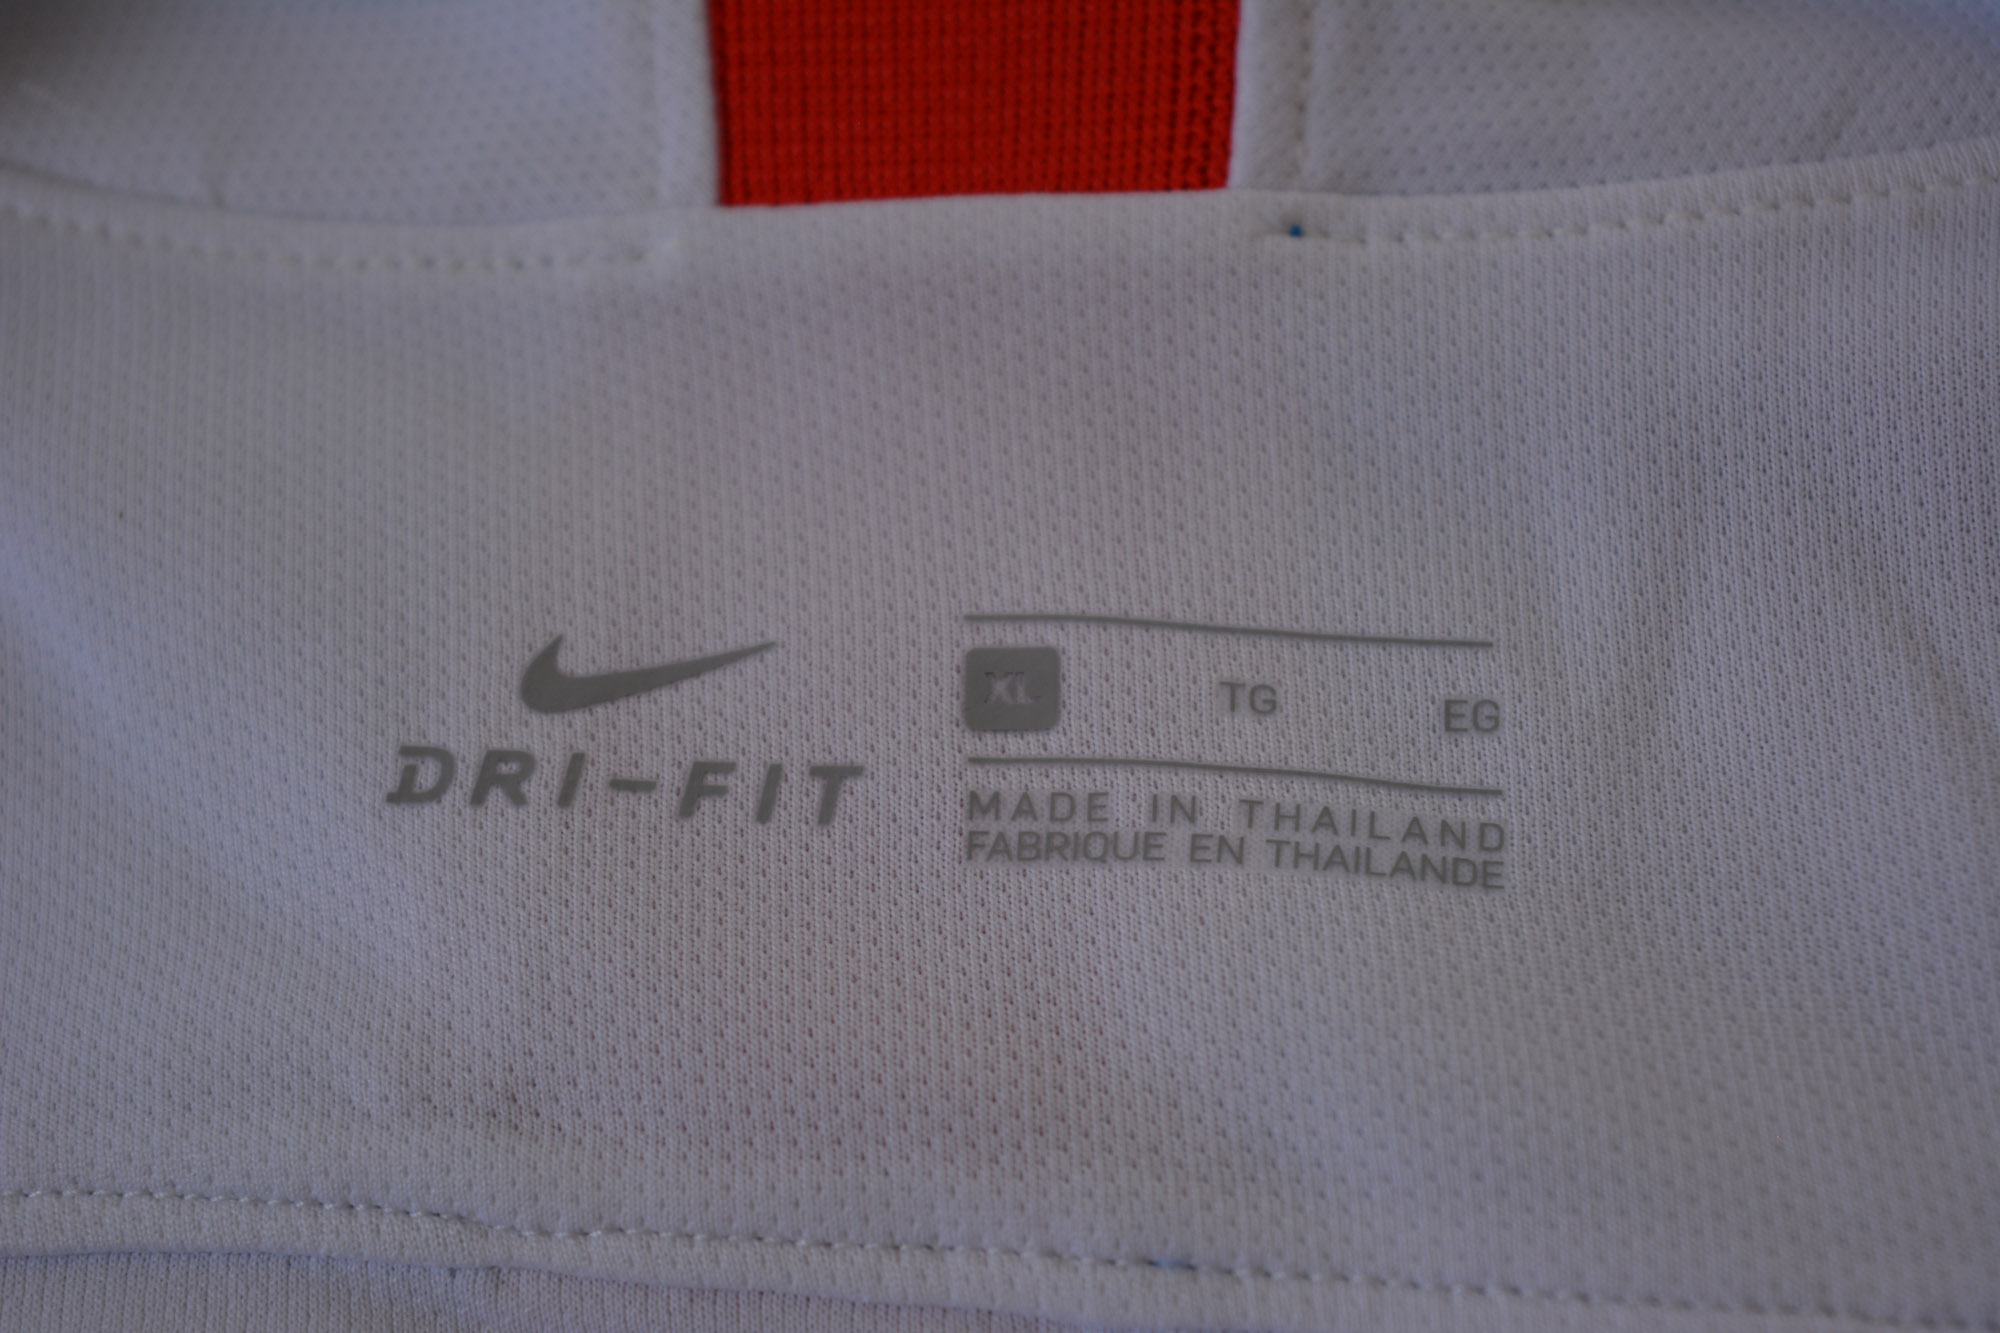 DRI-FIT
XL TG EG
MADE IN THAILAND
FABRIQUE EN THAILANDE